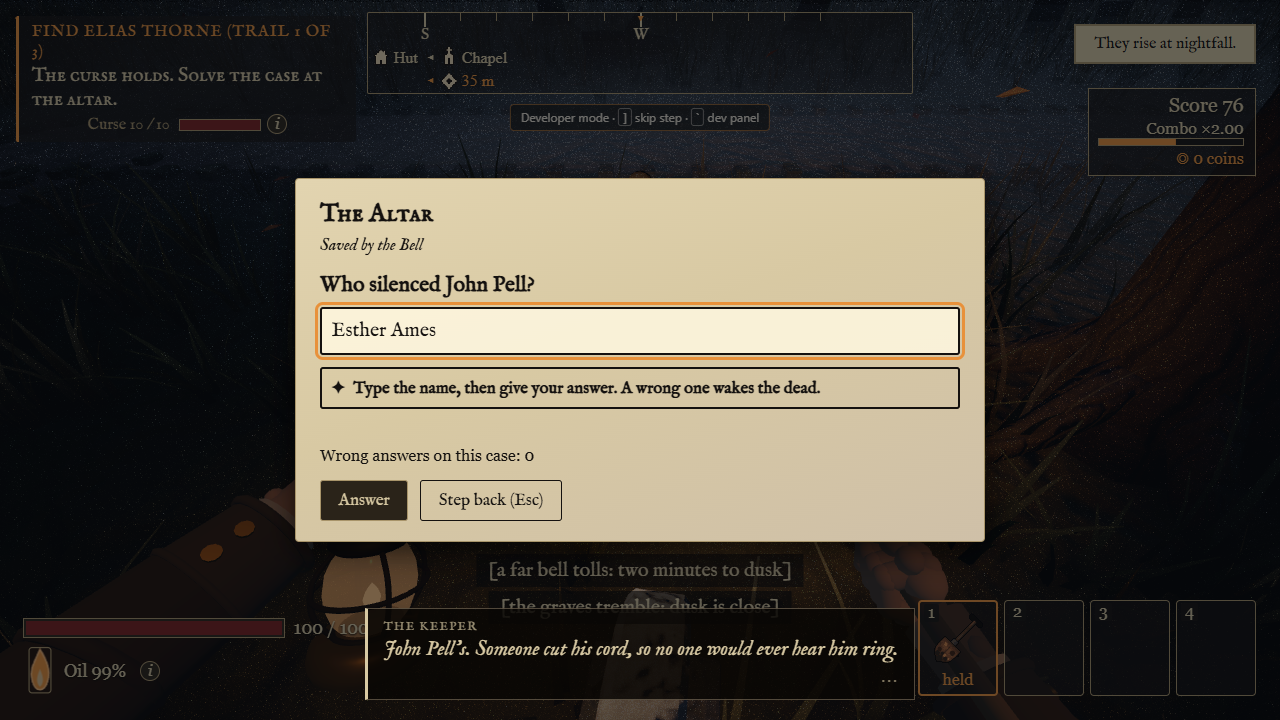 FIND ELIAS THORNE (TRAIL 1 OF 3)
THE CURSE HOLDS. SOLVE THE CASE AT THE ALTAR.
Curse 10 / 10 i
S W
Hut Chapel
35 m
Developer mode · ] skip step · ` dev panel
They rise at nightfall.
Score 76
Combo ×2.00
© 0 coins
The Altar
Saved by the Bell
Who silenced John Pell?
Esther Ames
✦ Type the name, then give your answer. A wrong one wakes the dead.
Wrong answers on this case: 0
Answer Step back (Esc)
[a far bell tolls: two minutes to dusk]
[the graves tremble: dusk is close]
THE KEEPER
John Pell's. Someone cut his cord, so no one would ever hear him ring.
...
100 / 100
Oil 99% i
1 2 3 4
held